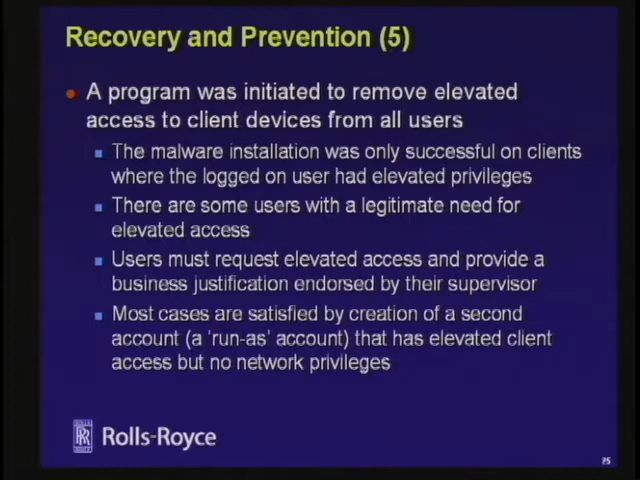 Recovery and Prevention (5)
A program was initiated to remove elevated
access to client devices from all users
The malware installation was only successful on clients
where the logged on user had elevated privileges
There are some users with a legitimate need for
elevated access
Users must request elevated access and provide a
business justification endorsed by their supervisor
Most cases are satisfied by creation of a second
account (a 'run-as' account) that has elevated client
access but no network privileges
ROLLS
RR
ROYCE
Rolls-Royce